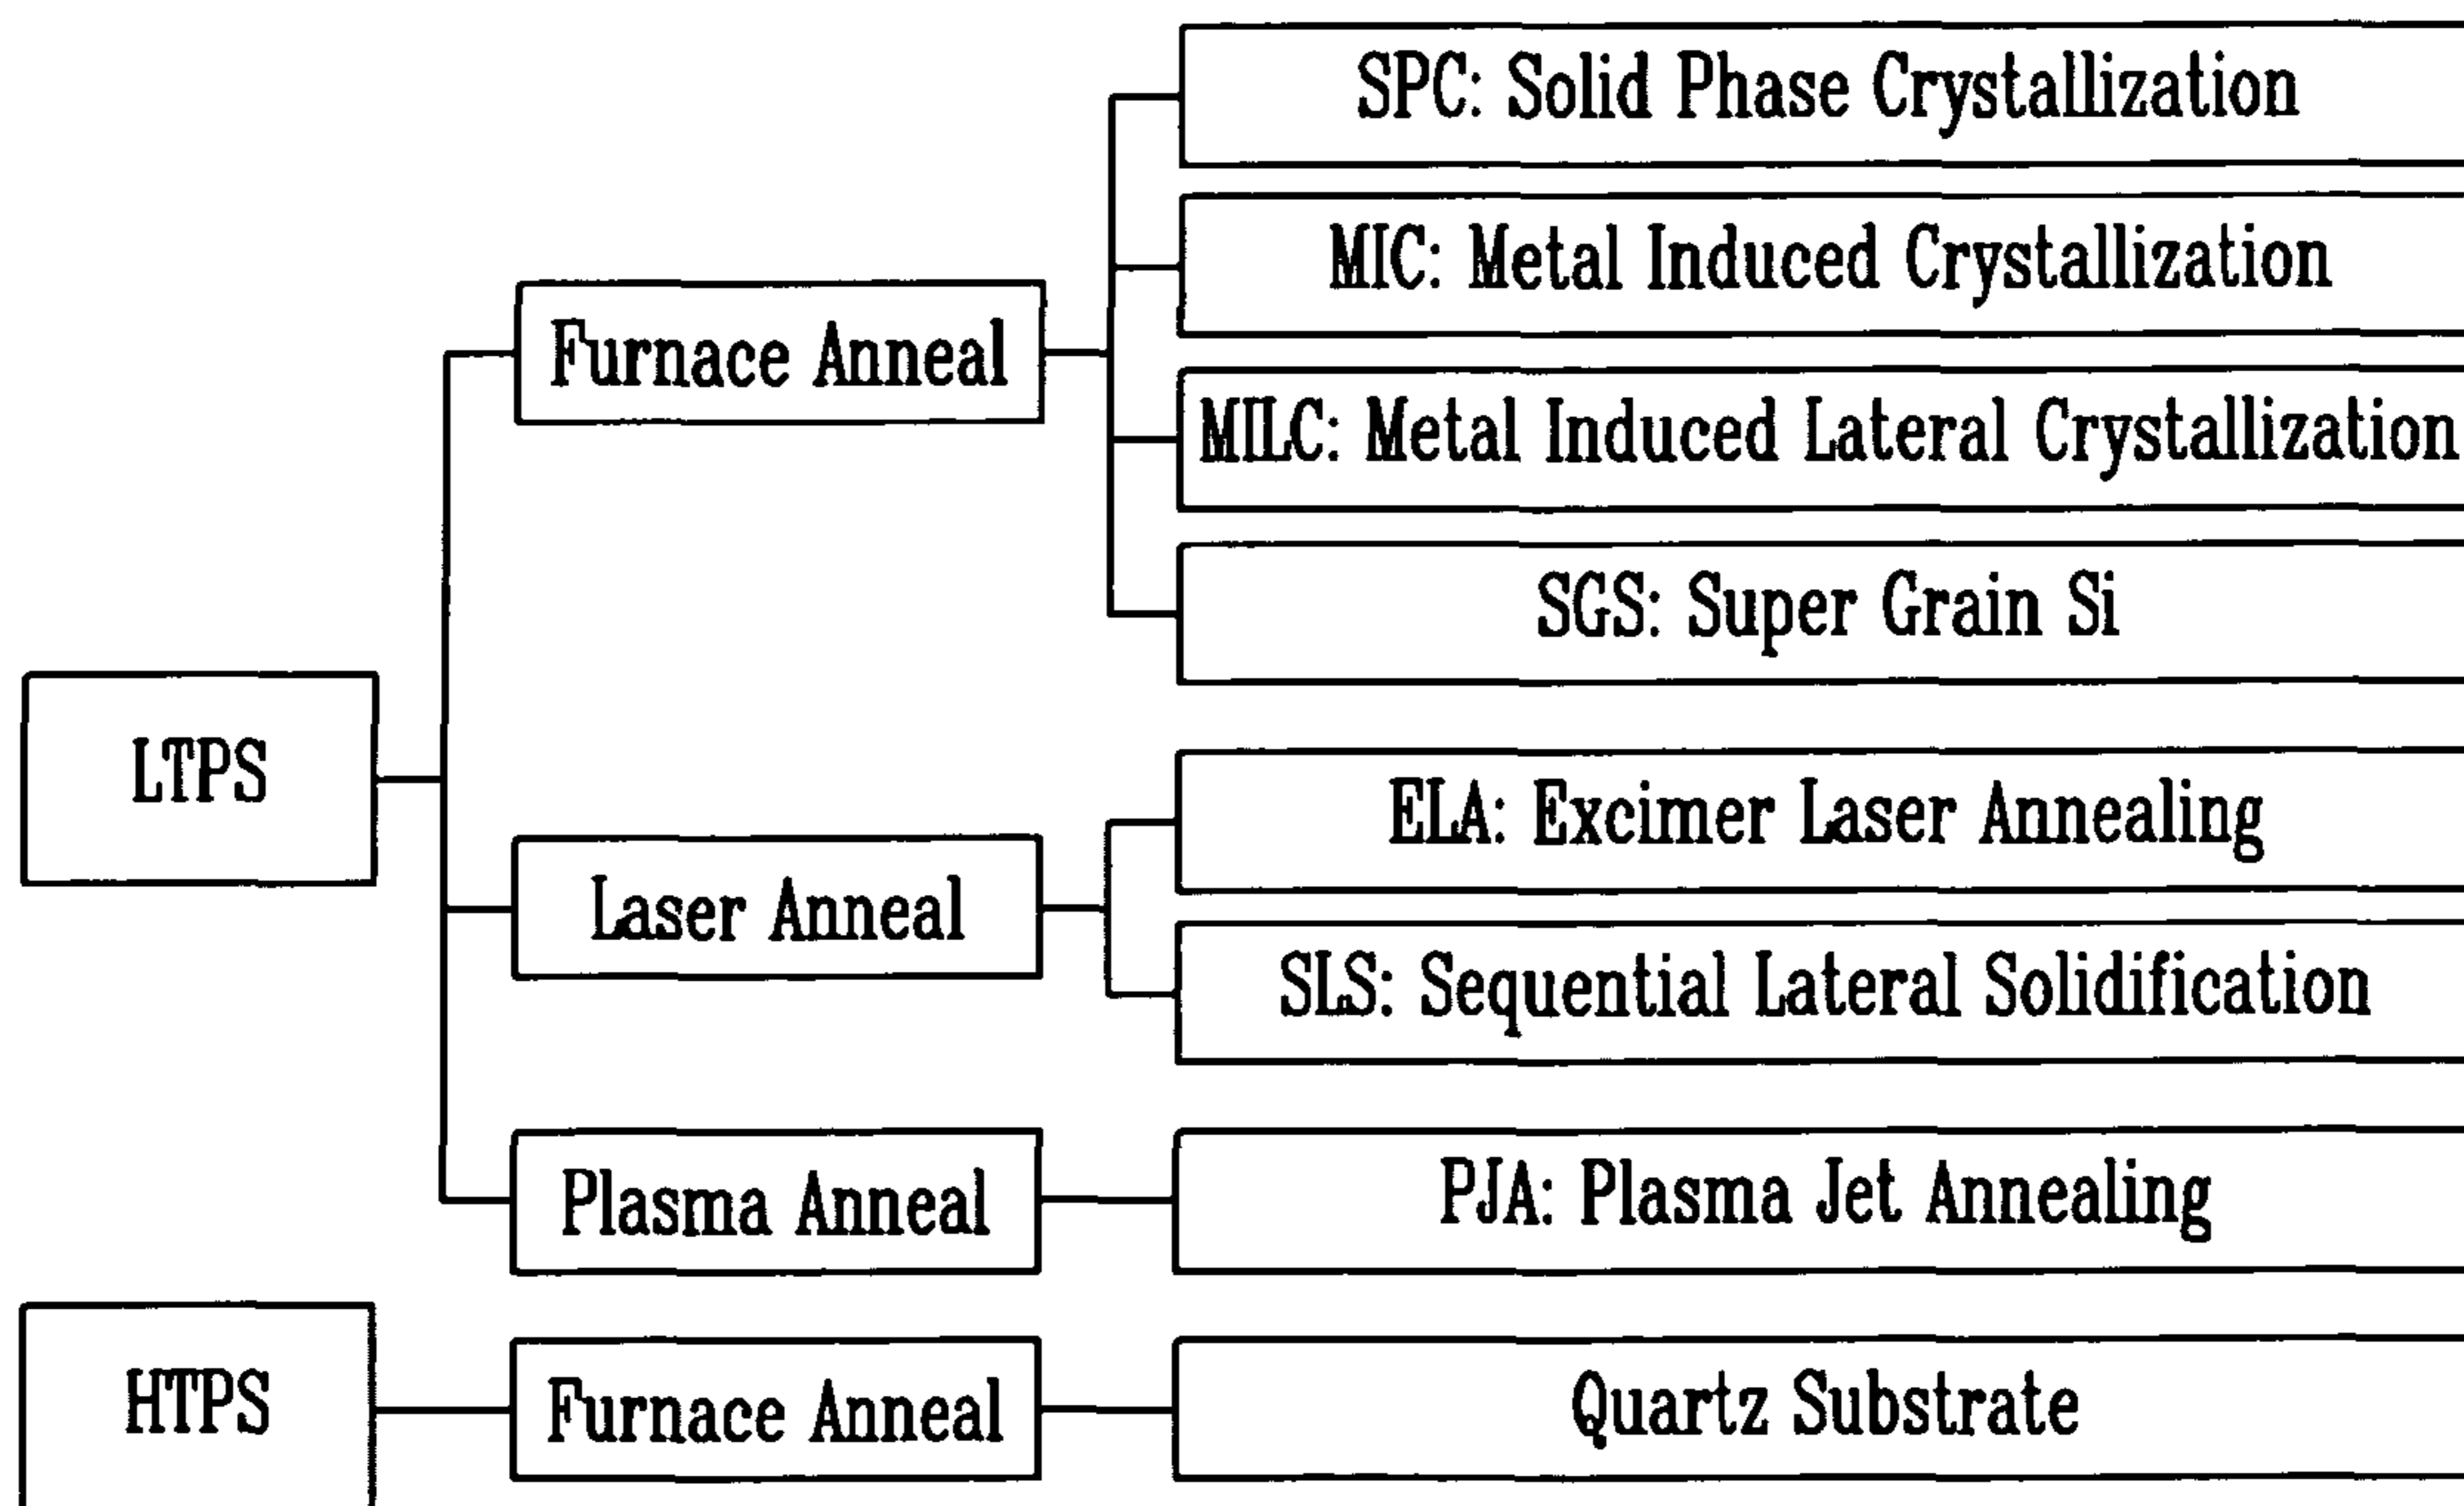 LTPS
Furnace Anneal
SPC: Solid Phase Crystallization
MIC: Metal Induced Crystallization
MILC: Metal Induced Lateral Crystallization
SGS: Super Grain Si
Laser Anneal
ELA: Excimer Laser Annealing
SLS: Sequential Lateral Solidification
Plasma Anneal
PJA: Plasma Jet Annealing
HTPS
Furnace Anneal
Quartz Substrate